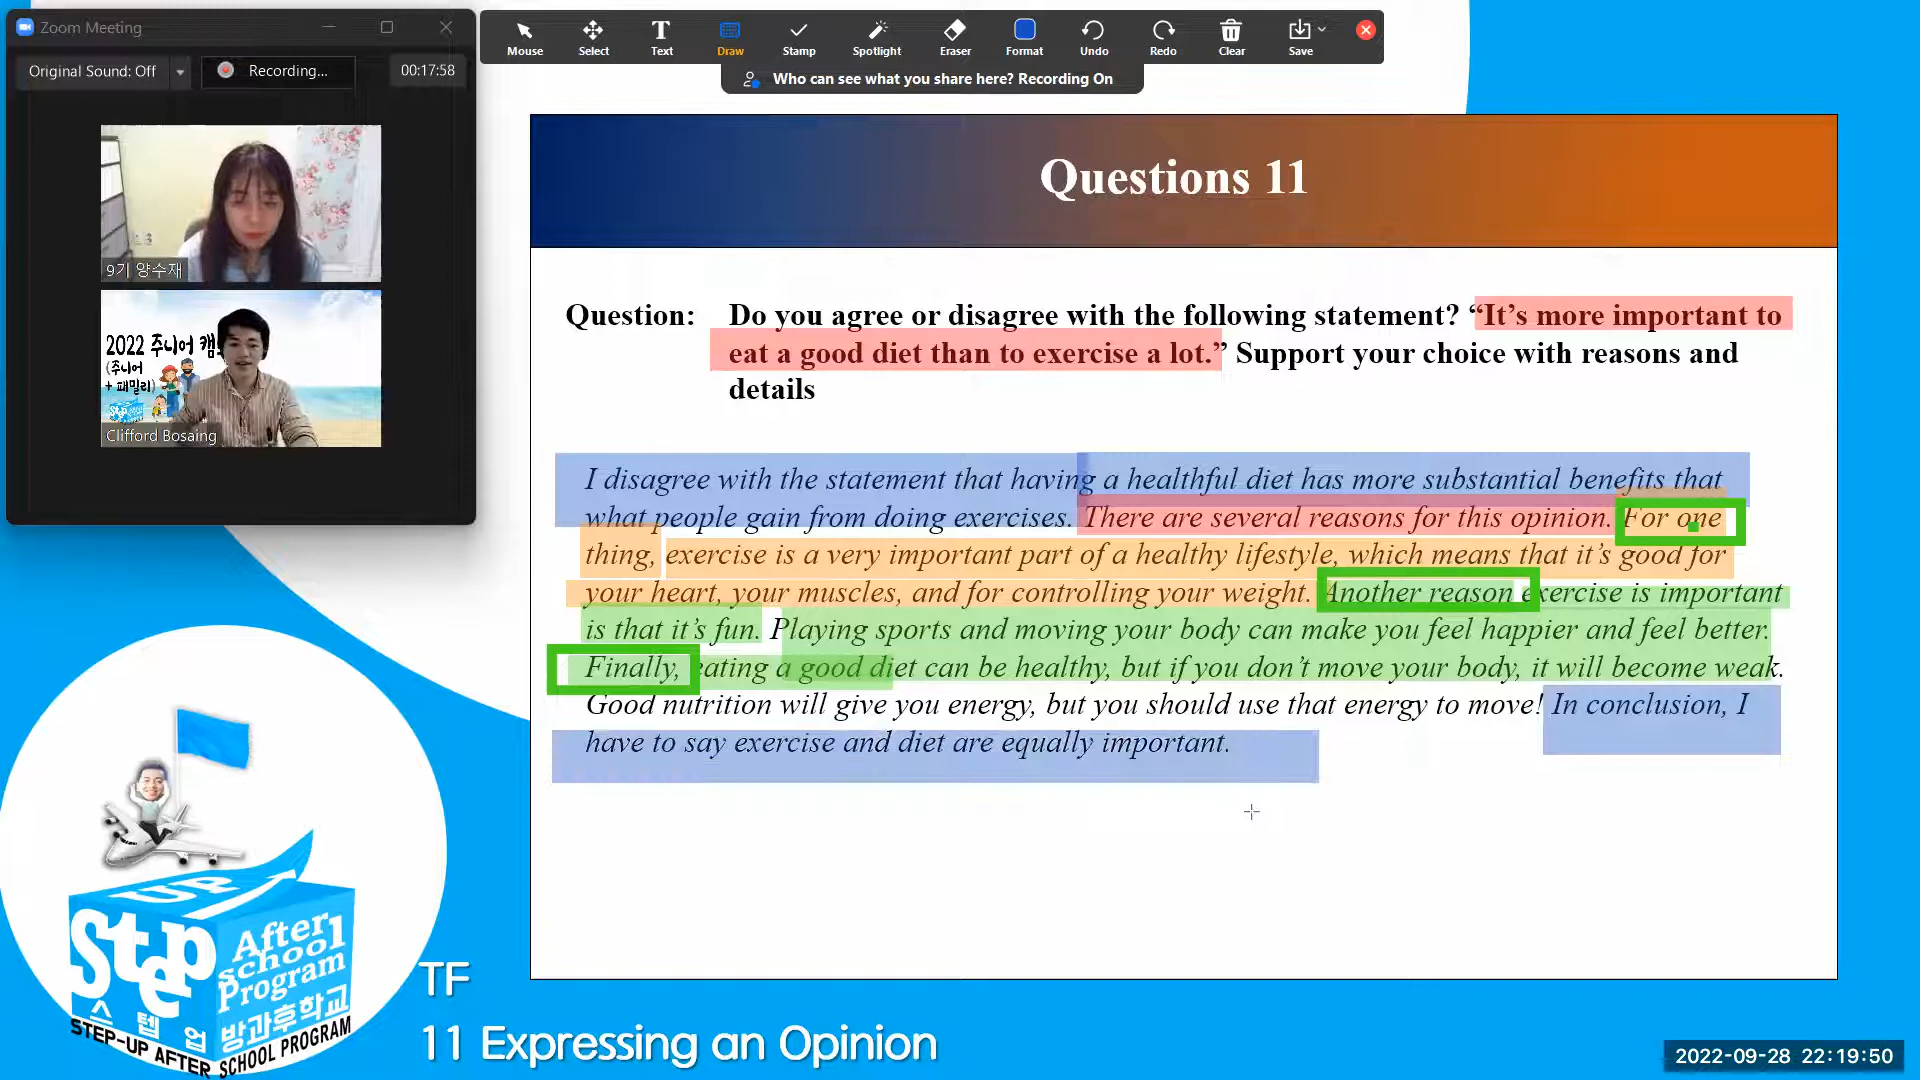 Zoom Meeting
Original Sound: Off
Recording...
00:17:58
Mouse
Select
Text
Draw
Stamp
Spotlight
Eraser
Format
Undo
Redo
Clear
Save
Who can see what you share here? Recording On
9기 양수재
2022 주니어 캠
(주니어
+ 패밀리)
Step
Clifford Bosaing
Questions 11
Question: Do you agree or disagree with the following statement? “It’s more important to
eat a good diet than to exercise a lot.” Support your choice with reasons and
details
I disagree with the statement that having a healthful diet has more substantial benefits that
what people gain from doing exercises. There are several reasons for this opinion. For one
thing, exercise is a very important part of a healthy lifestyle, which means that it’s good for
your heart, your muscles, and for controlling your weight. Another reason exercise is important
is that it’s fun. Playing sports and moving your body can make you feel happier and feel better.
Finally, eating a good diet can be healthy, but if you don’t move your body, it will become weak.
Good nutrition will give you energy, but you should use that energy to move! In conclusion, I
have to say exercise and diet are equally important.
UP
Step
스텝업
After
school
Program
방과후학교
STEP-UP AFTER SCHOOL PROGRAM
TF
11 Expressing an Opinion
2022-09-28 22:19:50